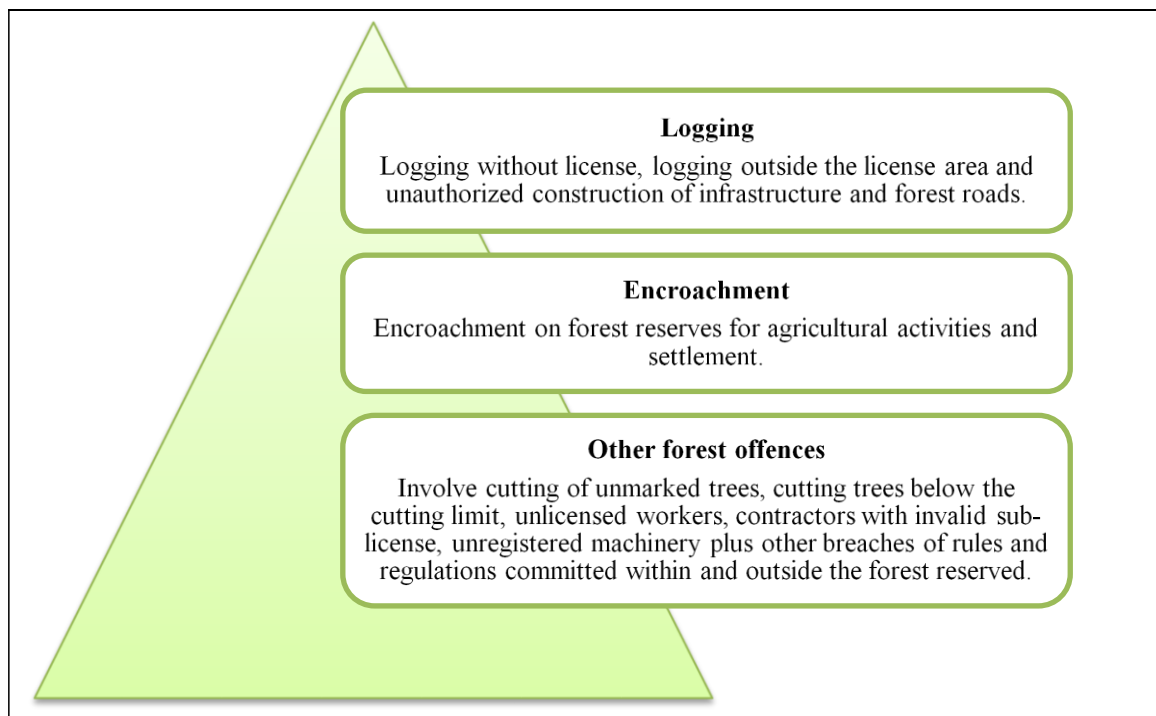 Logging
Logging without license, logging outside the license area and
unauthorized construction of infrastructure and forest roads.
Encroachment
Encroachment on forest reserves for agricultural activities and
settlement.
Other forest offences
Involve cutting of unmarked trees, cutting trees below the
cutting limit, unlicensed workers, contractors with invalid sub-
license, unregistered machinery plus other breaches of rules and
regulations committed within and outside the forest reserved.